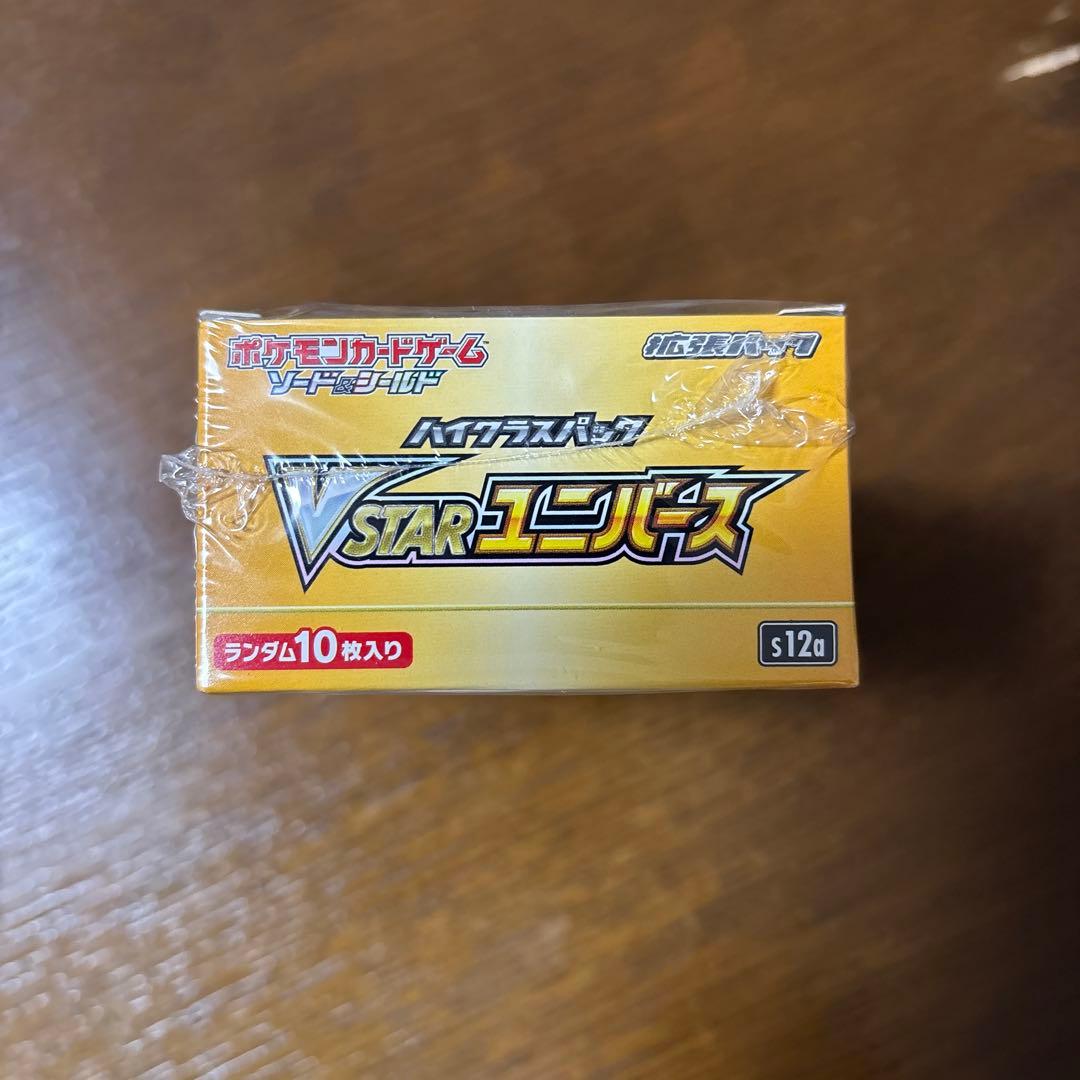 ポケモンカードゲーム
ソード&シールド
拡張パック
ハイクラスパック
VSTARユニバース
ランダム10枚入り
s12a